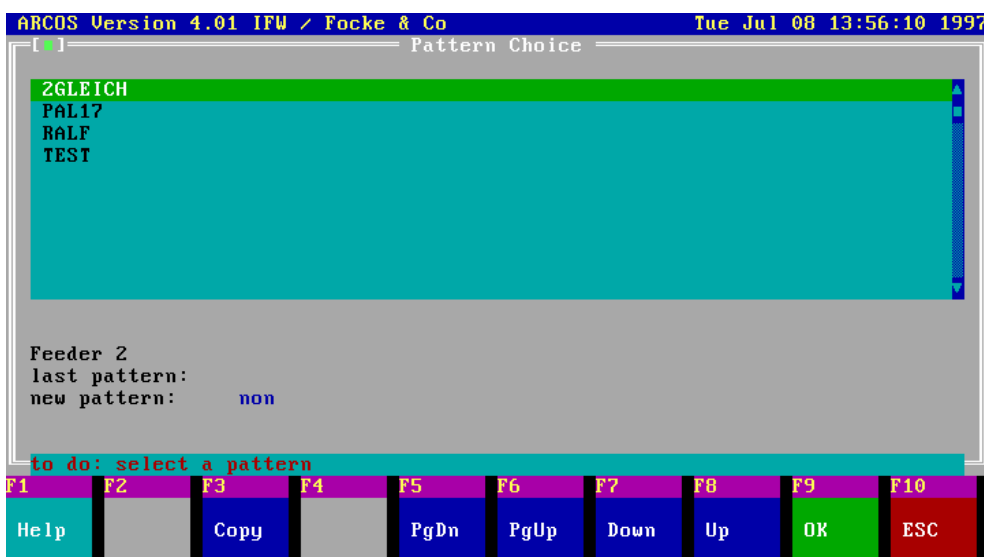 ARCOS Version 4.01 IFW / Focke & Co Tue Jul 08 13:56:10 1997
[■] Pattern Choice
2GLEICH
PAL17
RALF
TEST
Feeder 2
last pattern:
new pattern: non
to do: select a pattern
F1 F2 F3 F4 F5 F6 F7 F8 F9 F10
Help Copy PgDn PgUp Down Up OK ESC